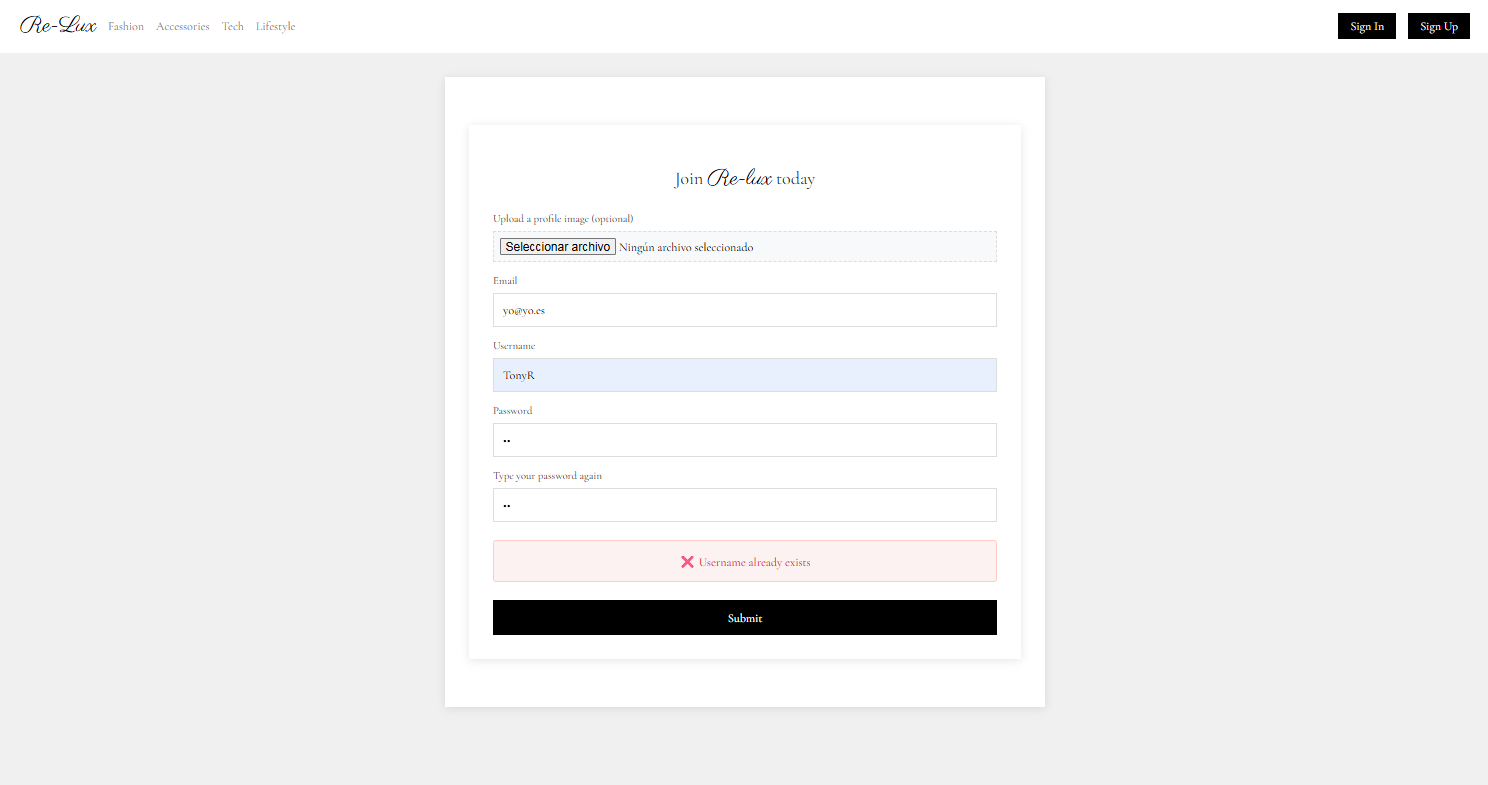 Re-Lux Fashion Accessories Tech Lifestyle Sign In Sign Up
Join Re-lux today
Upload a profile image (optional)
Seleccionar archivo Ningún archivo seleccionado
Email
yo@yo.es
Username
TonyR
Password
••
Type your password again
••
❌ Username already exists
Submit